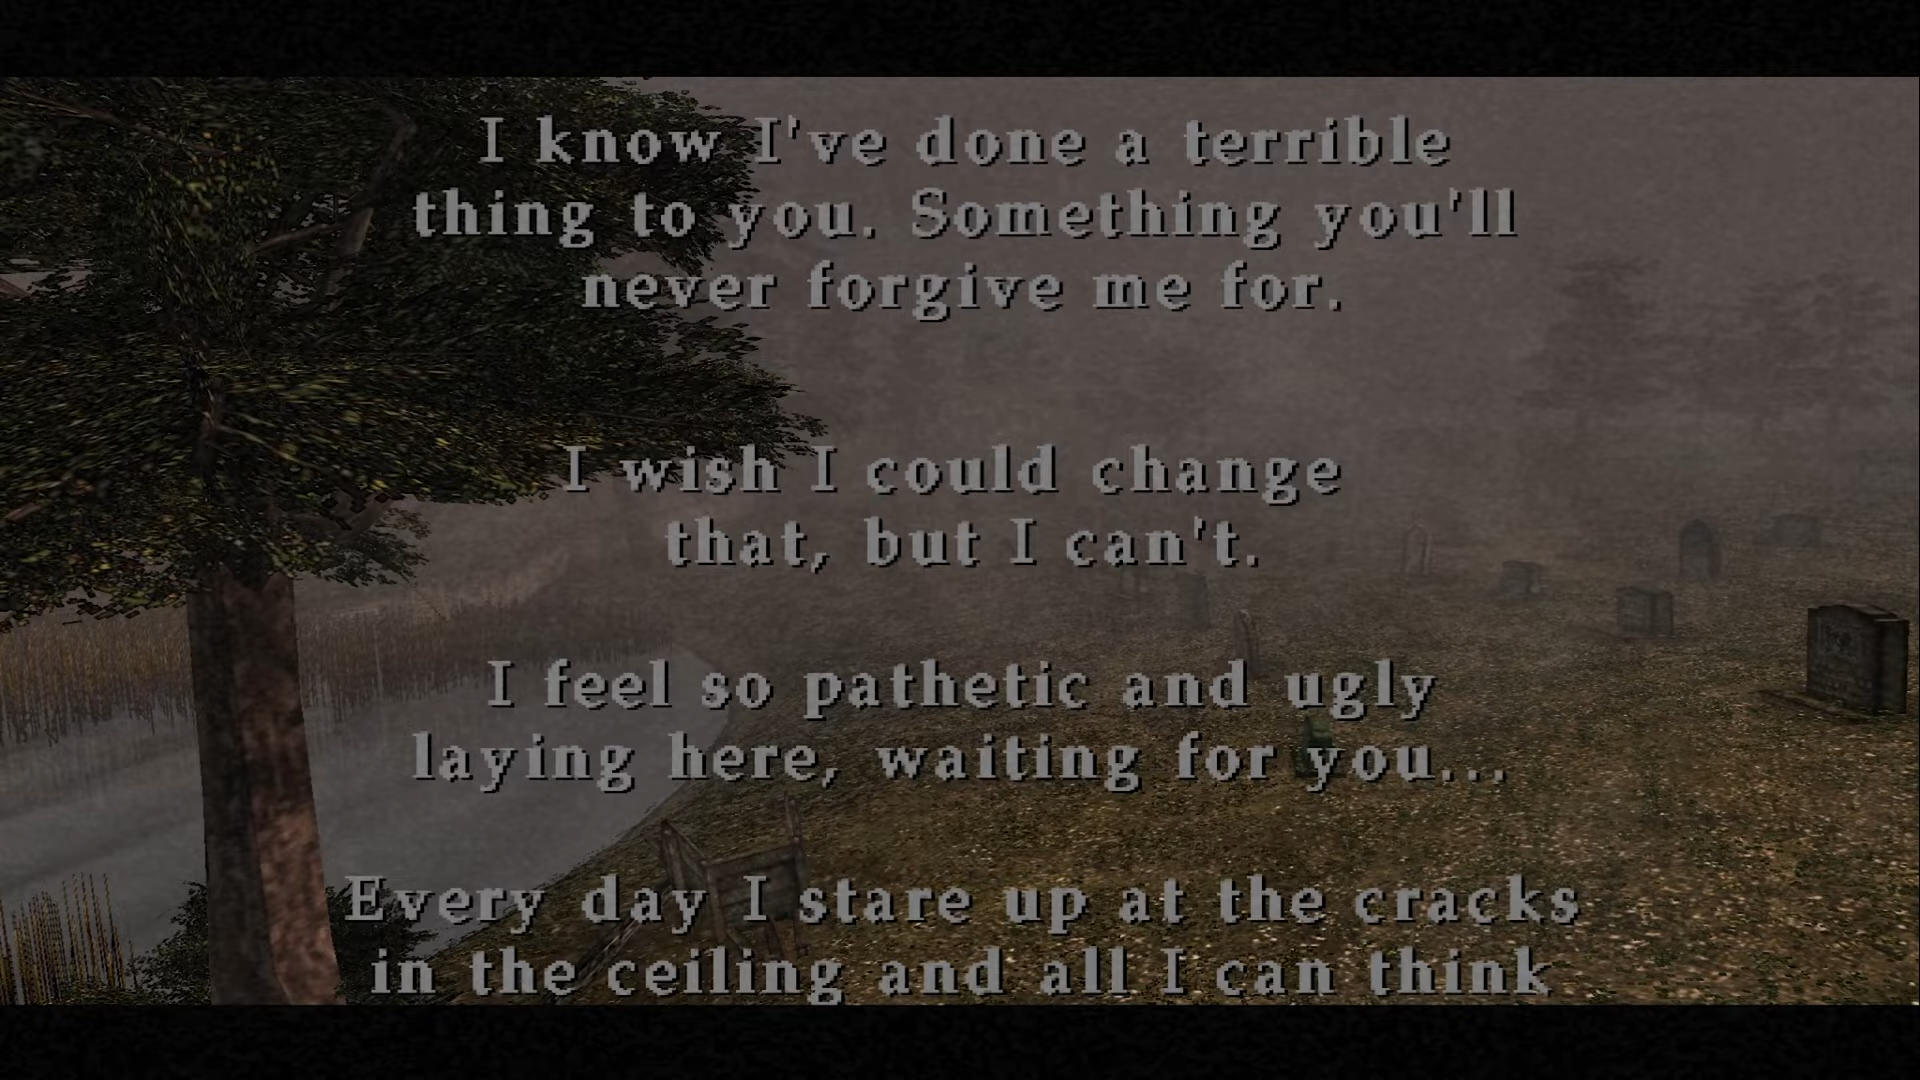 I know I've done a terrible
thing to you. Something you'll
never forgive me for.
I wish I could change
that, but I can't.
I feel so pathetic and ugly
laying here, waiting for you...
Every day I stare up at the cracks
in the ceiling and all I can think